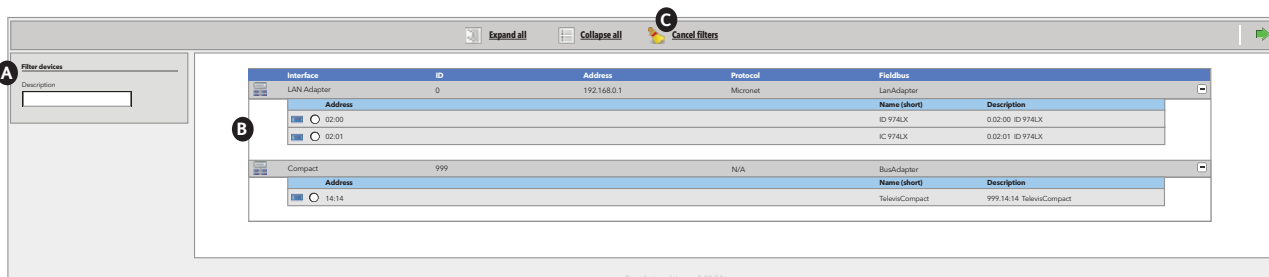 C
Expand all Collapse all Cancel filters
A
Filter devices
Description
Interface ID Address Protocol Fieldbus
LAN Adapter 0 192.168.0.1 Micronet LanAdapter
Address Name (short) Description
02:00 ID 974LX 0.02:00 ID 974LX
B
02:01 IC 974LX 0.02:01 ID 974LX
Compact 999 N/A BusAdapter
Address Name (short) Description
14:14 TelevisCompact 999.14:14 TelevisCompact